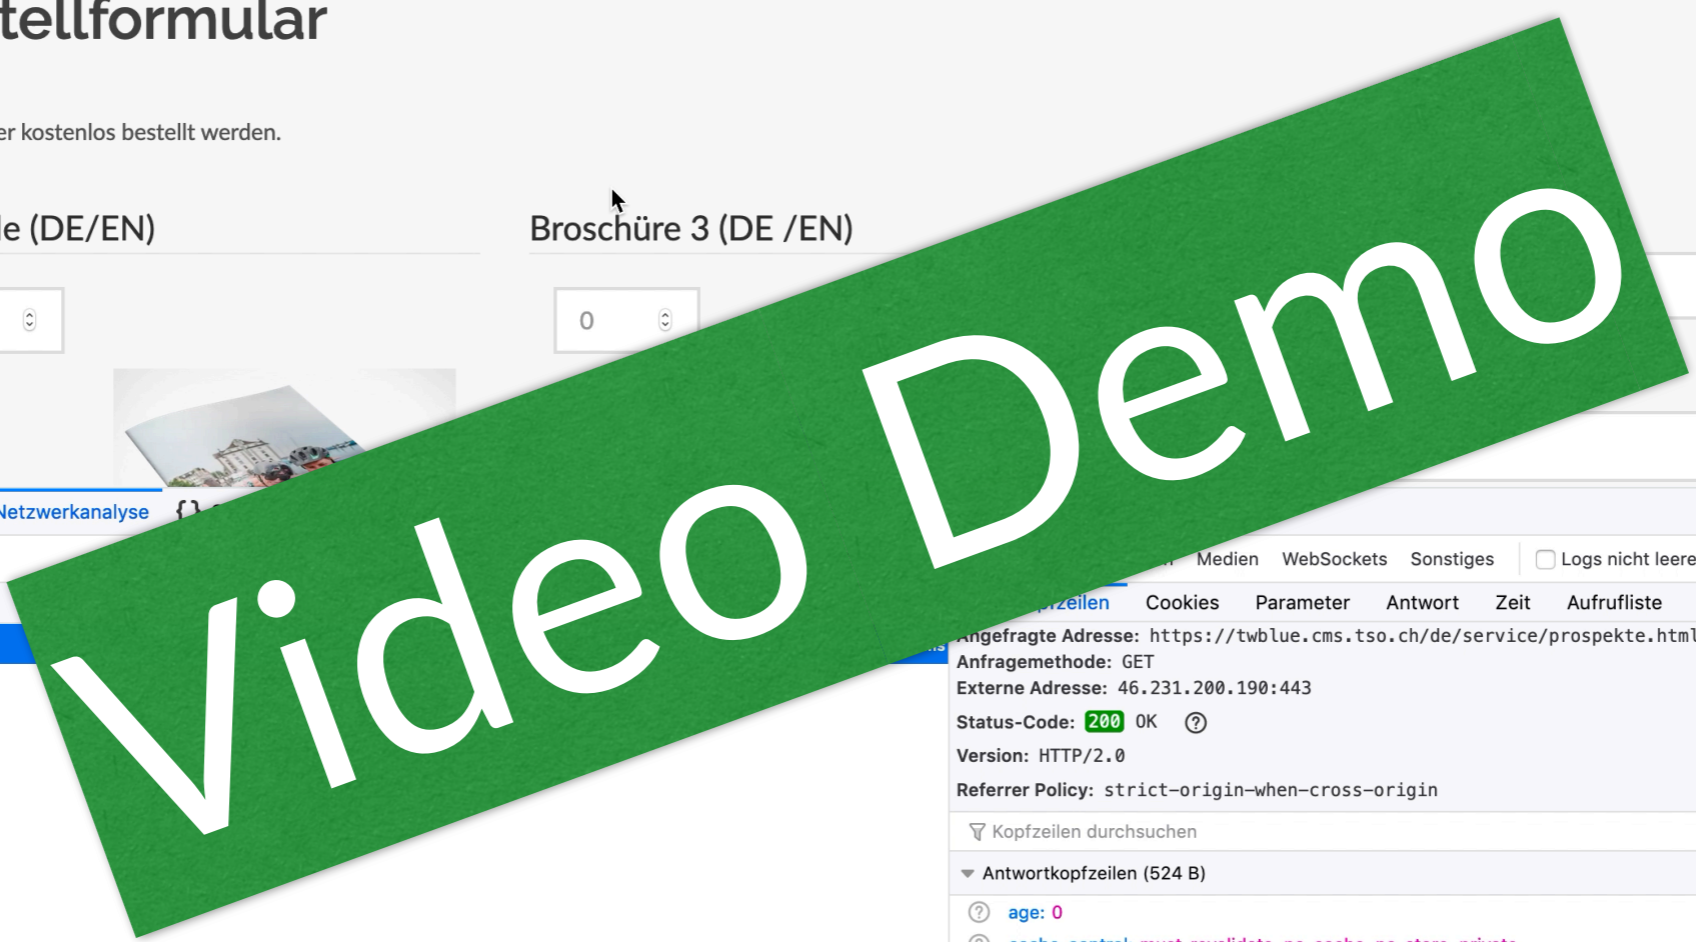 tellformular
er kostenlos bestellt werden.
le (DE/EN)
Broschüre 3 (DE /EN)
0
Video Demo
Netzwerkanalyse {}
Medien WebSockets Sonstiges Logs nicht leere
pfzeilen Cookies Parameter Antwort Zeit Aufrufliste
Angefragte Adresse: https://twblue.cms.tso.ch/de/service/prospekte.html
Anfragemethode: GET
Externe Adresse: 46.231.200.190:443
Status-Code: 200 OK ?
Version: HTTP/2.0
Referrer Policy: strict-origin-when-cross-origin
Kopfzeilen durchsuchen
Antwortkopfzeilen (524 B)
? age: 0